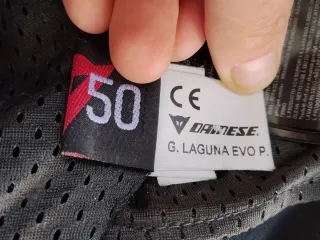 50
CE
DAINESE.
G. LAGUNA EVO P.